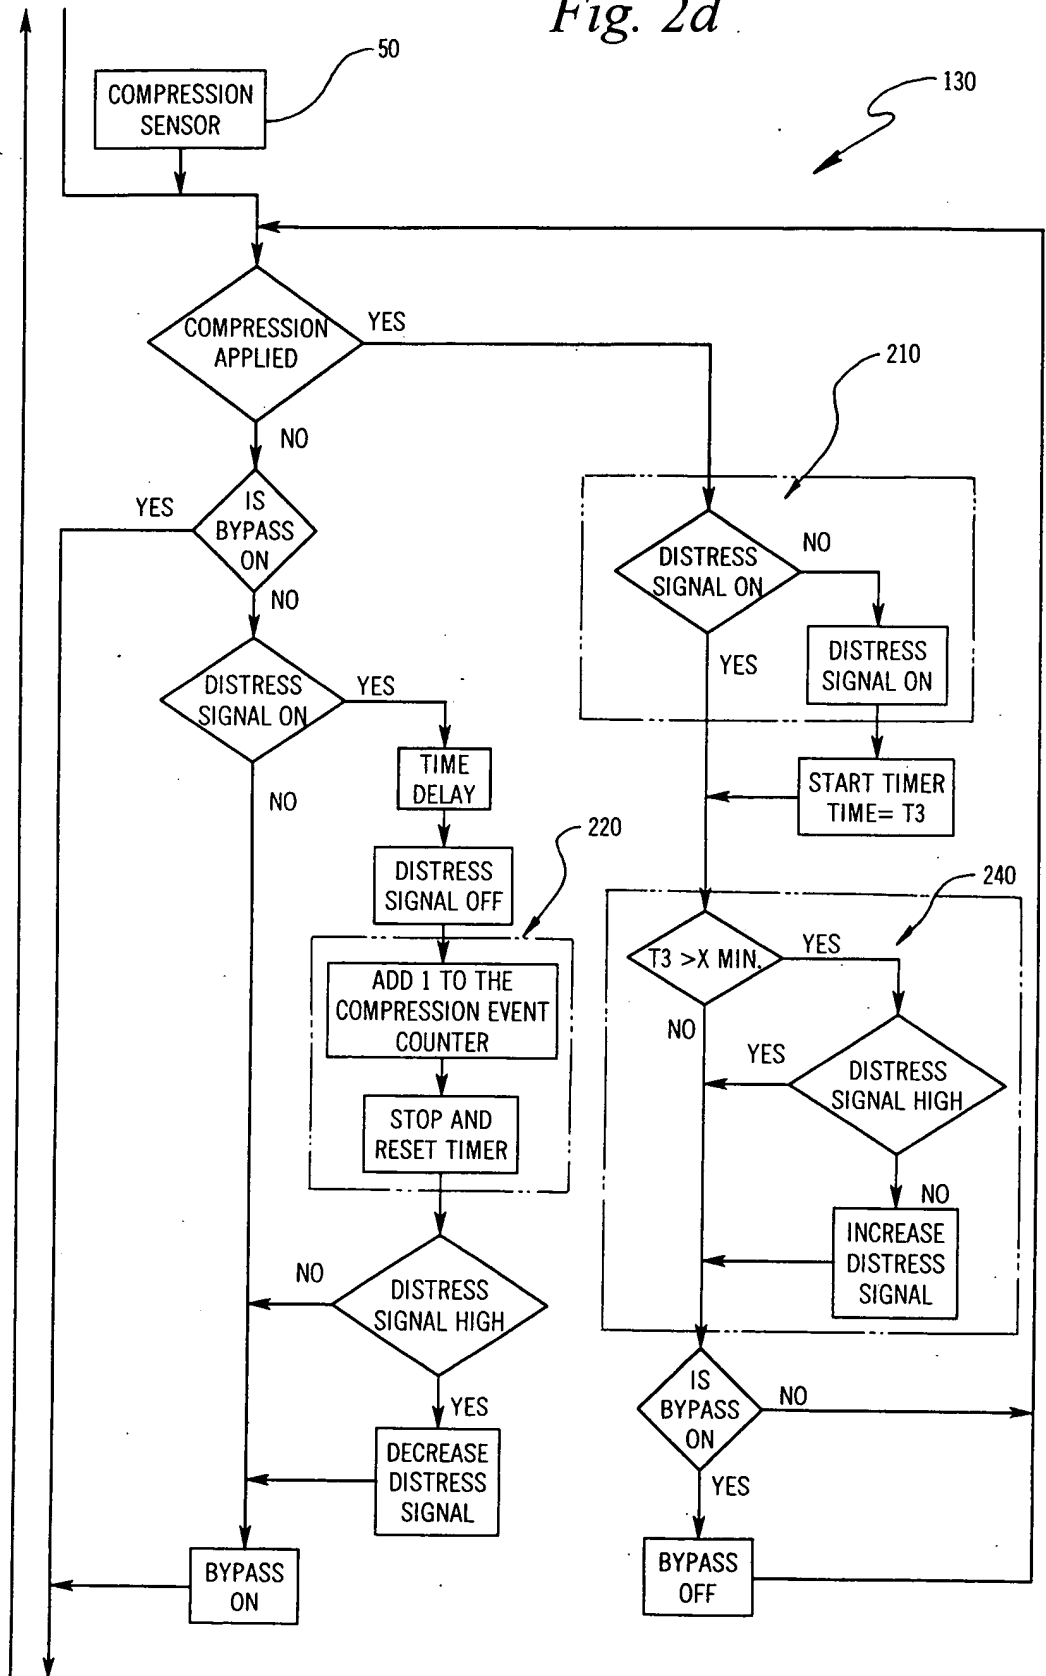 Fig. 2d
50
COMPRESSION
SENSOR
130
COMPRESSION
APPLIED
YES
210
NO
IS
BYPASS
ON
YES
NO
DISTRESS
SIGNAL ON
NO
DISTRESS
SIGNAL ON
YES
DISTRESS
SIGNAL ON
YES
NO
TIME
DELAY
START TIMER
TIME= T3
220
DISTRESS
SIGNAL OFF
240
ADD 1 TO THE
COMPRESSION EVENT
COUNTER
T3 >X MIN.
YES
NO
STOP AND
RESET TIMER
YES
DISTRESS
SIGNAL HIGH
NO
INCREASE
DISTRESS
SIGNAL
NO
DISTRESS
SIGNAL HIGH
YES
IS
BYPASS
ON
NO
YES
DECREASE
DISTRESS
SIGNAL
BYPASS
ON
BYPASS
OFF